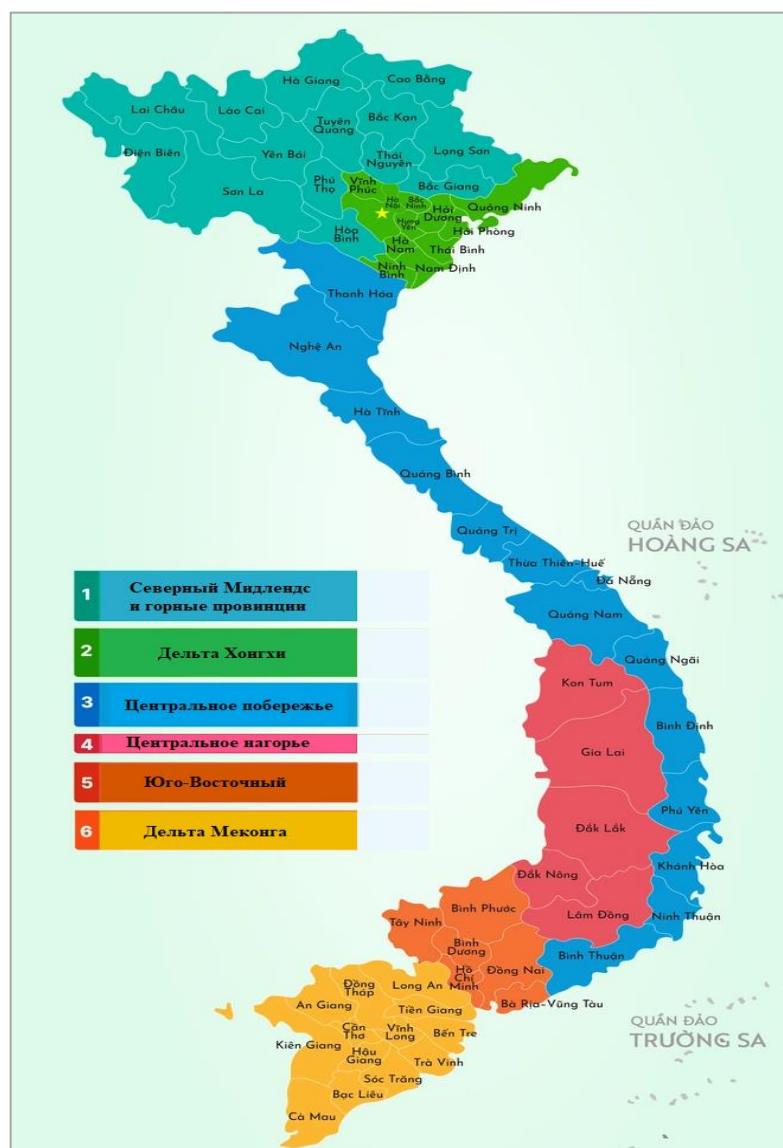 Hà Giang
Cao Bằng
Lai Châu
Lào Cai
Tuyên
Quang
Bắc Kạn
Điện Biên
Yên Bái
Thái
Nguyên
Lạng Sơn
Phú
Thọ
Vĩnh
Phúc
Bắc Giang
Sơn La
Hà
Nội
Bắc
Ninh
Hải
Dương
Quảng Ninh
Hưng
Yên
Hải Phòng
Hòa
Bình
Hà
Nam
Thái Bình
Ninh
Bình
Nam Định
Thanh Hóa
Nghệ An
Hà Tĩnh
Quảng Bình
Quảng Trị
QUẦN ĐẢO
HOÀNG SA
Thừa Thiên-Huế
Đà Nẵng
1 Северный Мидлендс
и горные провинции
Quảng Nam
2 Дельта Хонгхи
Quảng Ngãi
Kon Tum
3 Центральное побережье
Bình Định
4 Центральное нагорье
Gia Lai
5 Юго-Восточный
Phú Yên
6 Дельта Меконга
Đắk Lắk
Khánh Hòa
Đắk Nông
Bình Phước
Lâm Đồng
Ninh Thuận
Tây Ninh
Bình
Dương
Bình Thuận
Hồ
Chí
Minh
Đồng Nai
Đồng
Tháp
Long An
Bà Rịa-Vũng Tàu
An Giang
Tiền Giang
QUẦN ĐẢO
TRƯỜNG SA
Cần
Thơ
Vĩnh
Long
Bến Tre
Kiên Giang
Hậu
Giang
Trà Vinh
Sóc Trăng
Bạc Liêu
Cà Mau